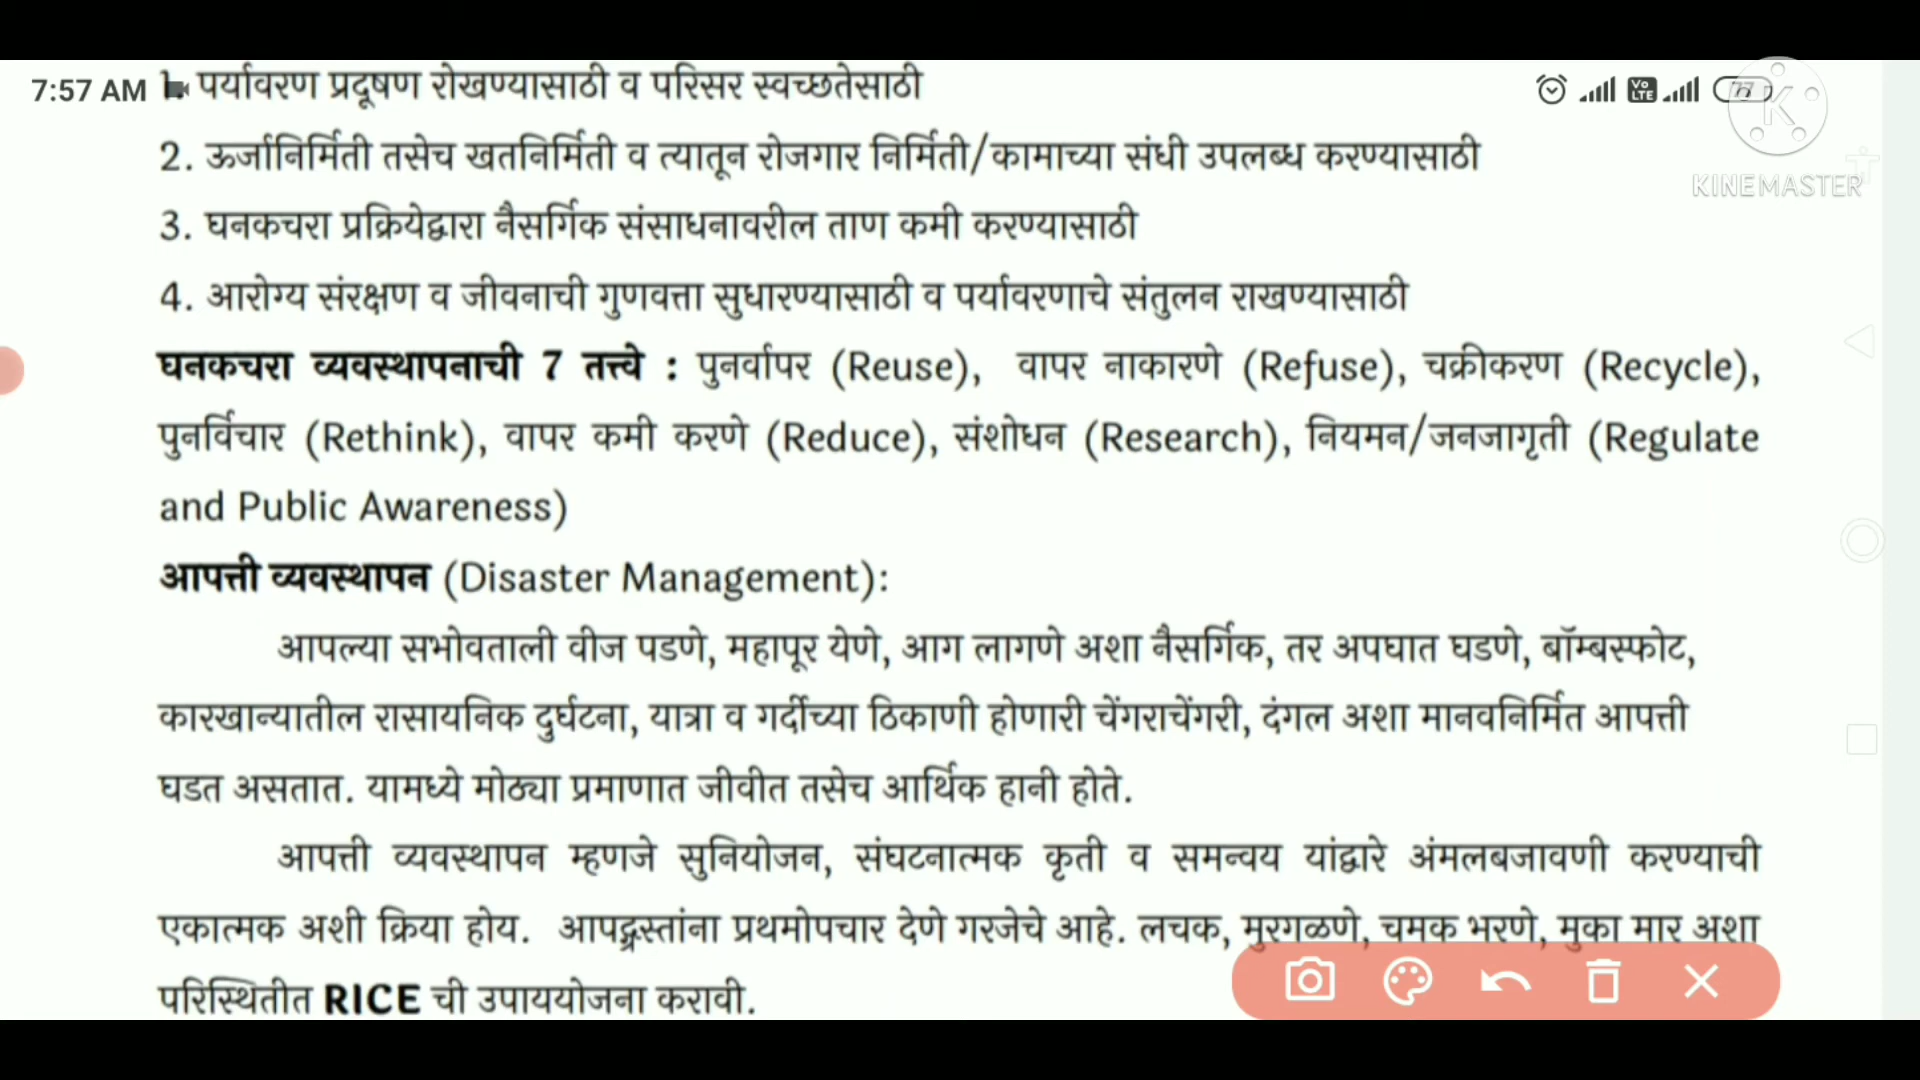 7:57 AM 1. पर्यावरण प्रदूषण रोखण्यासाठी व परिसर स्वच्छतेसाठी
Vo LTE 77
K
KINEMASTER
2. ऊर्जानिर्मिती तसेच खतनिर्मिती व त्यातून रोजगार निर्मिती/कामाच्या संधी उपलब्ध करण्यासाठी
3. घनकचरा प्रक्रियेद्वारा नैसर्गिक संसाधनावरील ताण कमी करण्यासाठी
4. आरोग्य संरक्षण व जीवनाची गुणवत्ता सुधारण्यासाठी व पर्यावरणाचे संतुलन राखण्यासाठी
घनकचरा व्यवस्थापनाची 7 तत्त्वे : पुनर्वापर (Reuse), वापर नाकारणे (Refuse), चक्रीकरण (Recycle),
पुनर्विचार (Rethink), वापर कमी करणे (Reduce), संशोधन (Research), नियमन/जनजागृती (Regulate
and Public Awareness)
आपत्ती व्यवस्थापन (Disaster Management):
आपल्या सभोवताली वीज पडणे, महापूर येणे, आग लागणे अशा नैसर्गिक, तर अपघात घडणे, बॉम्बस्फोट,
कारखान्यातील रासायनिक दुर्घटना, यात्रा व गर्दीच्या ठिकाणी होणारी चेंगराचेंगरी, दंगल अशा मानवनिर्मित आपत्ती
घडत असतात. यामध्ये मोठ्या प्रमाणात जीवीत तसेच आर्थिक हानी होते.
आपत्ती व्यवस्थापन म्हणजे सुनियोजन, संघटनात्मक कृती व समन्वय यांद्वारे अंमलबजावणी करण्याची
एकात्मक अशी क्रिया होय. आपद्ग्रस्तांना प्रथमोपचार देणे गरजेचे आहे. लचक, मुरगळणे, चमक भरणे, मुका मार अशा
परिस्थितीत RICE ची उपाययोजना करावी.